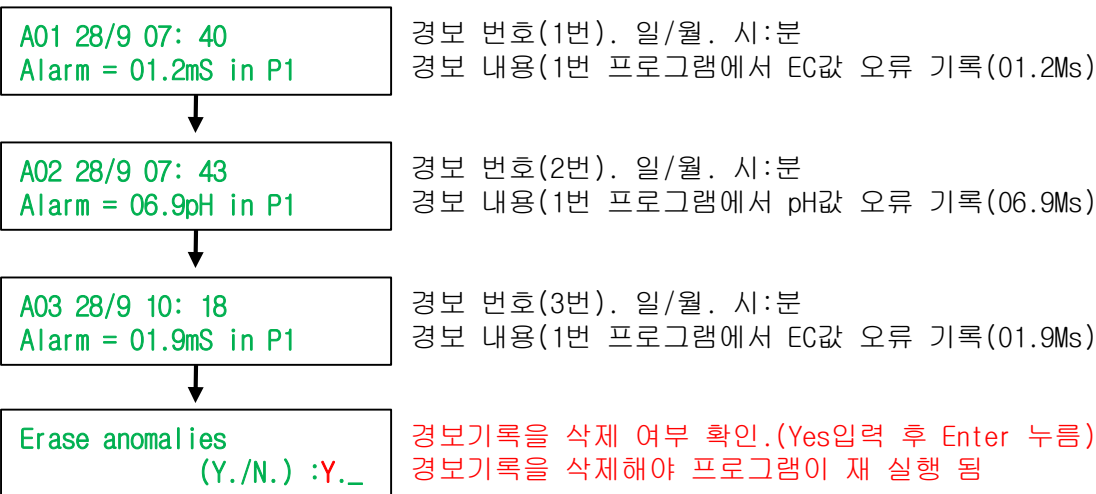 A01 28/9 07: 40
Alarm = 01.2mS in P1
경보 번호(1번). 일/월. 시:분
경보 내용(1번 프로그램에서 EC값 오류 기록(01.2Ms)
A02 28/9 07: 43
Alarm = 06.9pH in P1
경보 번호(2번). 일/월. 시:분
경보 내용(1번 프로그램에서 pH값 오류 기록(06.9Ms)
A03 28/9 10: 18
Alarm = 01.9mS in P1
경보 번호(3번). 일/월. 시:분
경보 내용(1번 프로그램에서 EC값 오류 기록(01.9Ms)
Erase anomalies
(Y./N.) :Y._
경보기록을 삭제 여부 확인.(Yes입력 후 Enter 누름)
경보기록을 삭제해야 프로그램이 재 실행 됨